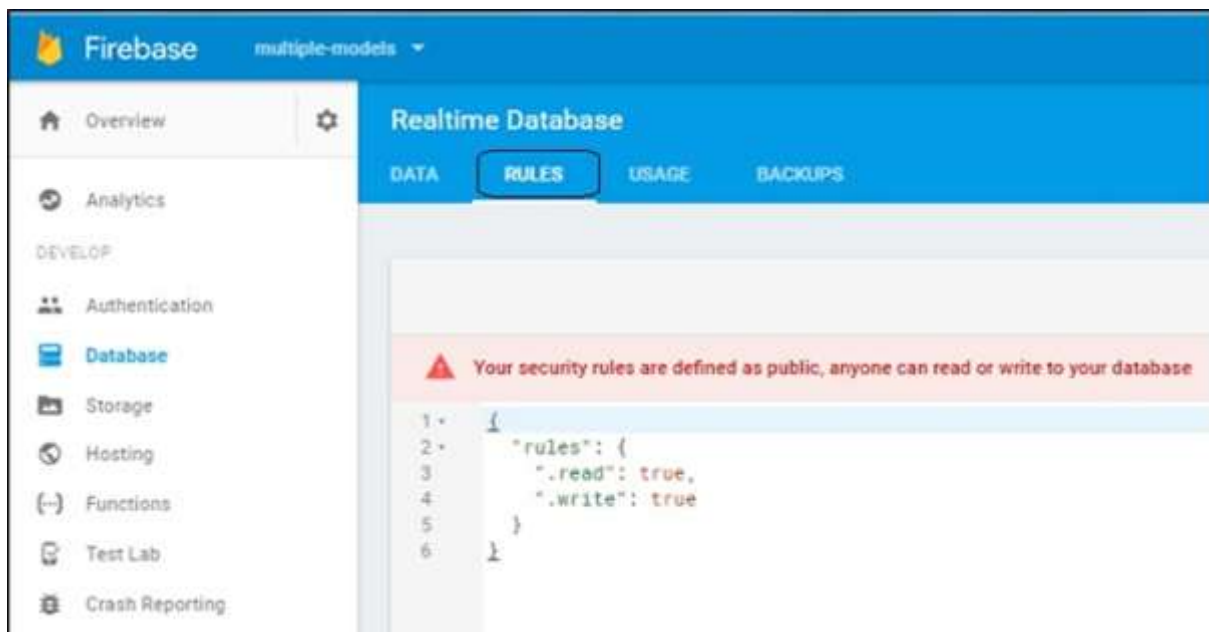 Firebase multiple-models
Overview
Realtime Database
DATA RULES USAGE BACKUPS
Analytics
DEVELOP
Authentication
Database
Storage
Hosting
Functions
Test Lab
Crash Reporting
Your security rules are defined as public, anyone can read or write to your database
1 {
2 "rules": {
3 ".read": true,
4 ".write": true
5 }
6 }